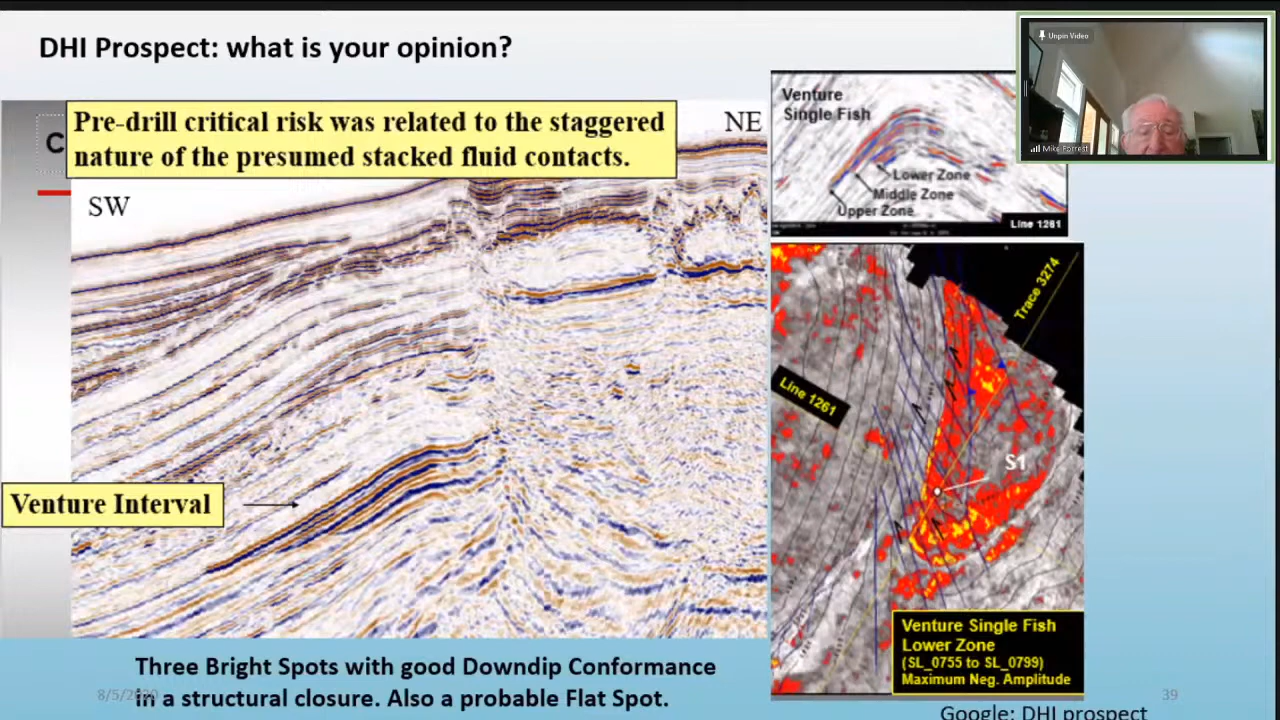 DHI Prospect: what is your opinion?
Unpin Video
Mike Forrest
C
Pre-drill critical risk was related to the staggered
nature of the presumed stacked fluid contacts.
SW
NE
Venture Interval
Venture
Single Fish
Lower Zone
Middle Zone
Upper Zone
Line 1261
Trace 3274
Line 1261
S1
Venture Single Fish
Lower Zone
(SL_0755 to SL_0799)
Maximum Neg. Amplitude
Three Bright Spots with good Downdip Conformance
in a structural closure. Also a probable Flat Spot.
8/5/2020
39
Google: DHI prospect